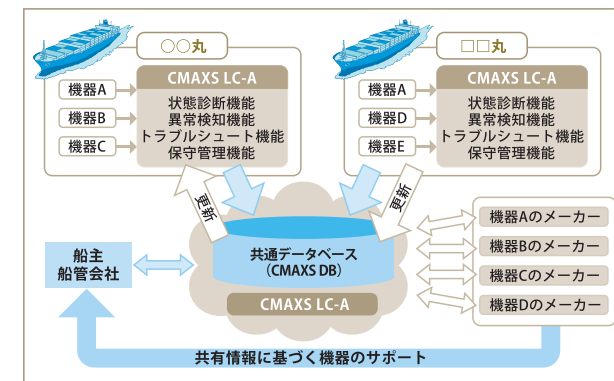 ○○丸
CMAXS LC-A
機器A
機器B
機器C
状態診断機能
異常検知機能
トラブルシュート機能
保守管理機能
□□丸
CMAXS LC-A
機器A
機器D
機器E
状態診断機能
異常検知機能
トラブルシュート機能
保守管理機能
更新
更新
船主
船管会社
共通データベース
(CMAXS DB)
CMAXS LC-A
機器Aのメーカー
機器Bのメーカー
機器Cのメーカー
機器Dのメーカー
共有情報に基づく機器のサポート